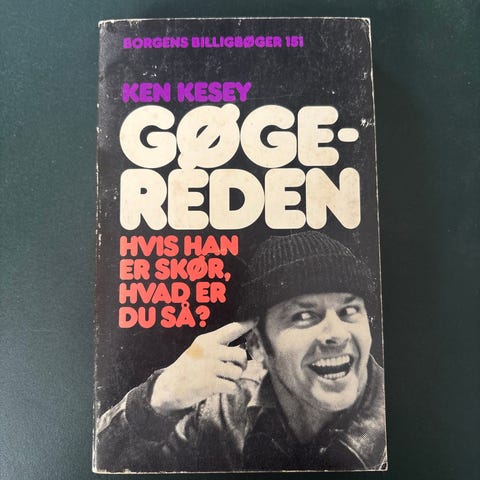 BORGENS BILLIGBØGER 151
KEN KESEY
GØGE-
REDEN
HVIS HAN
ER SKØR,
HVAD ER
DU SÅ?